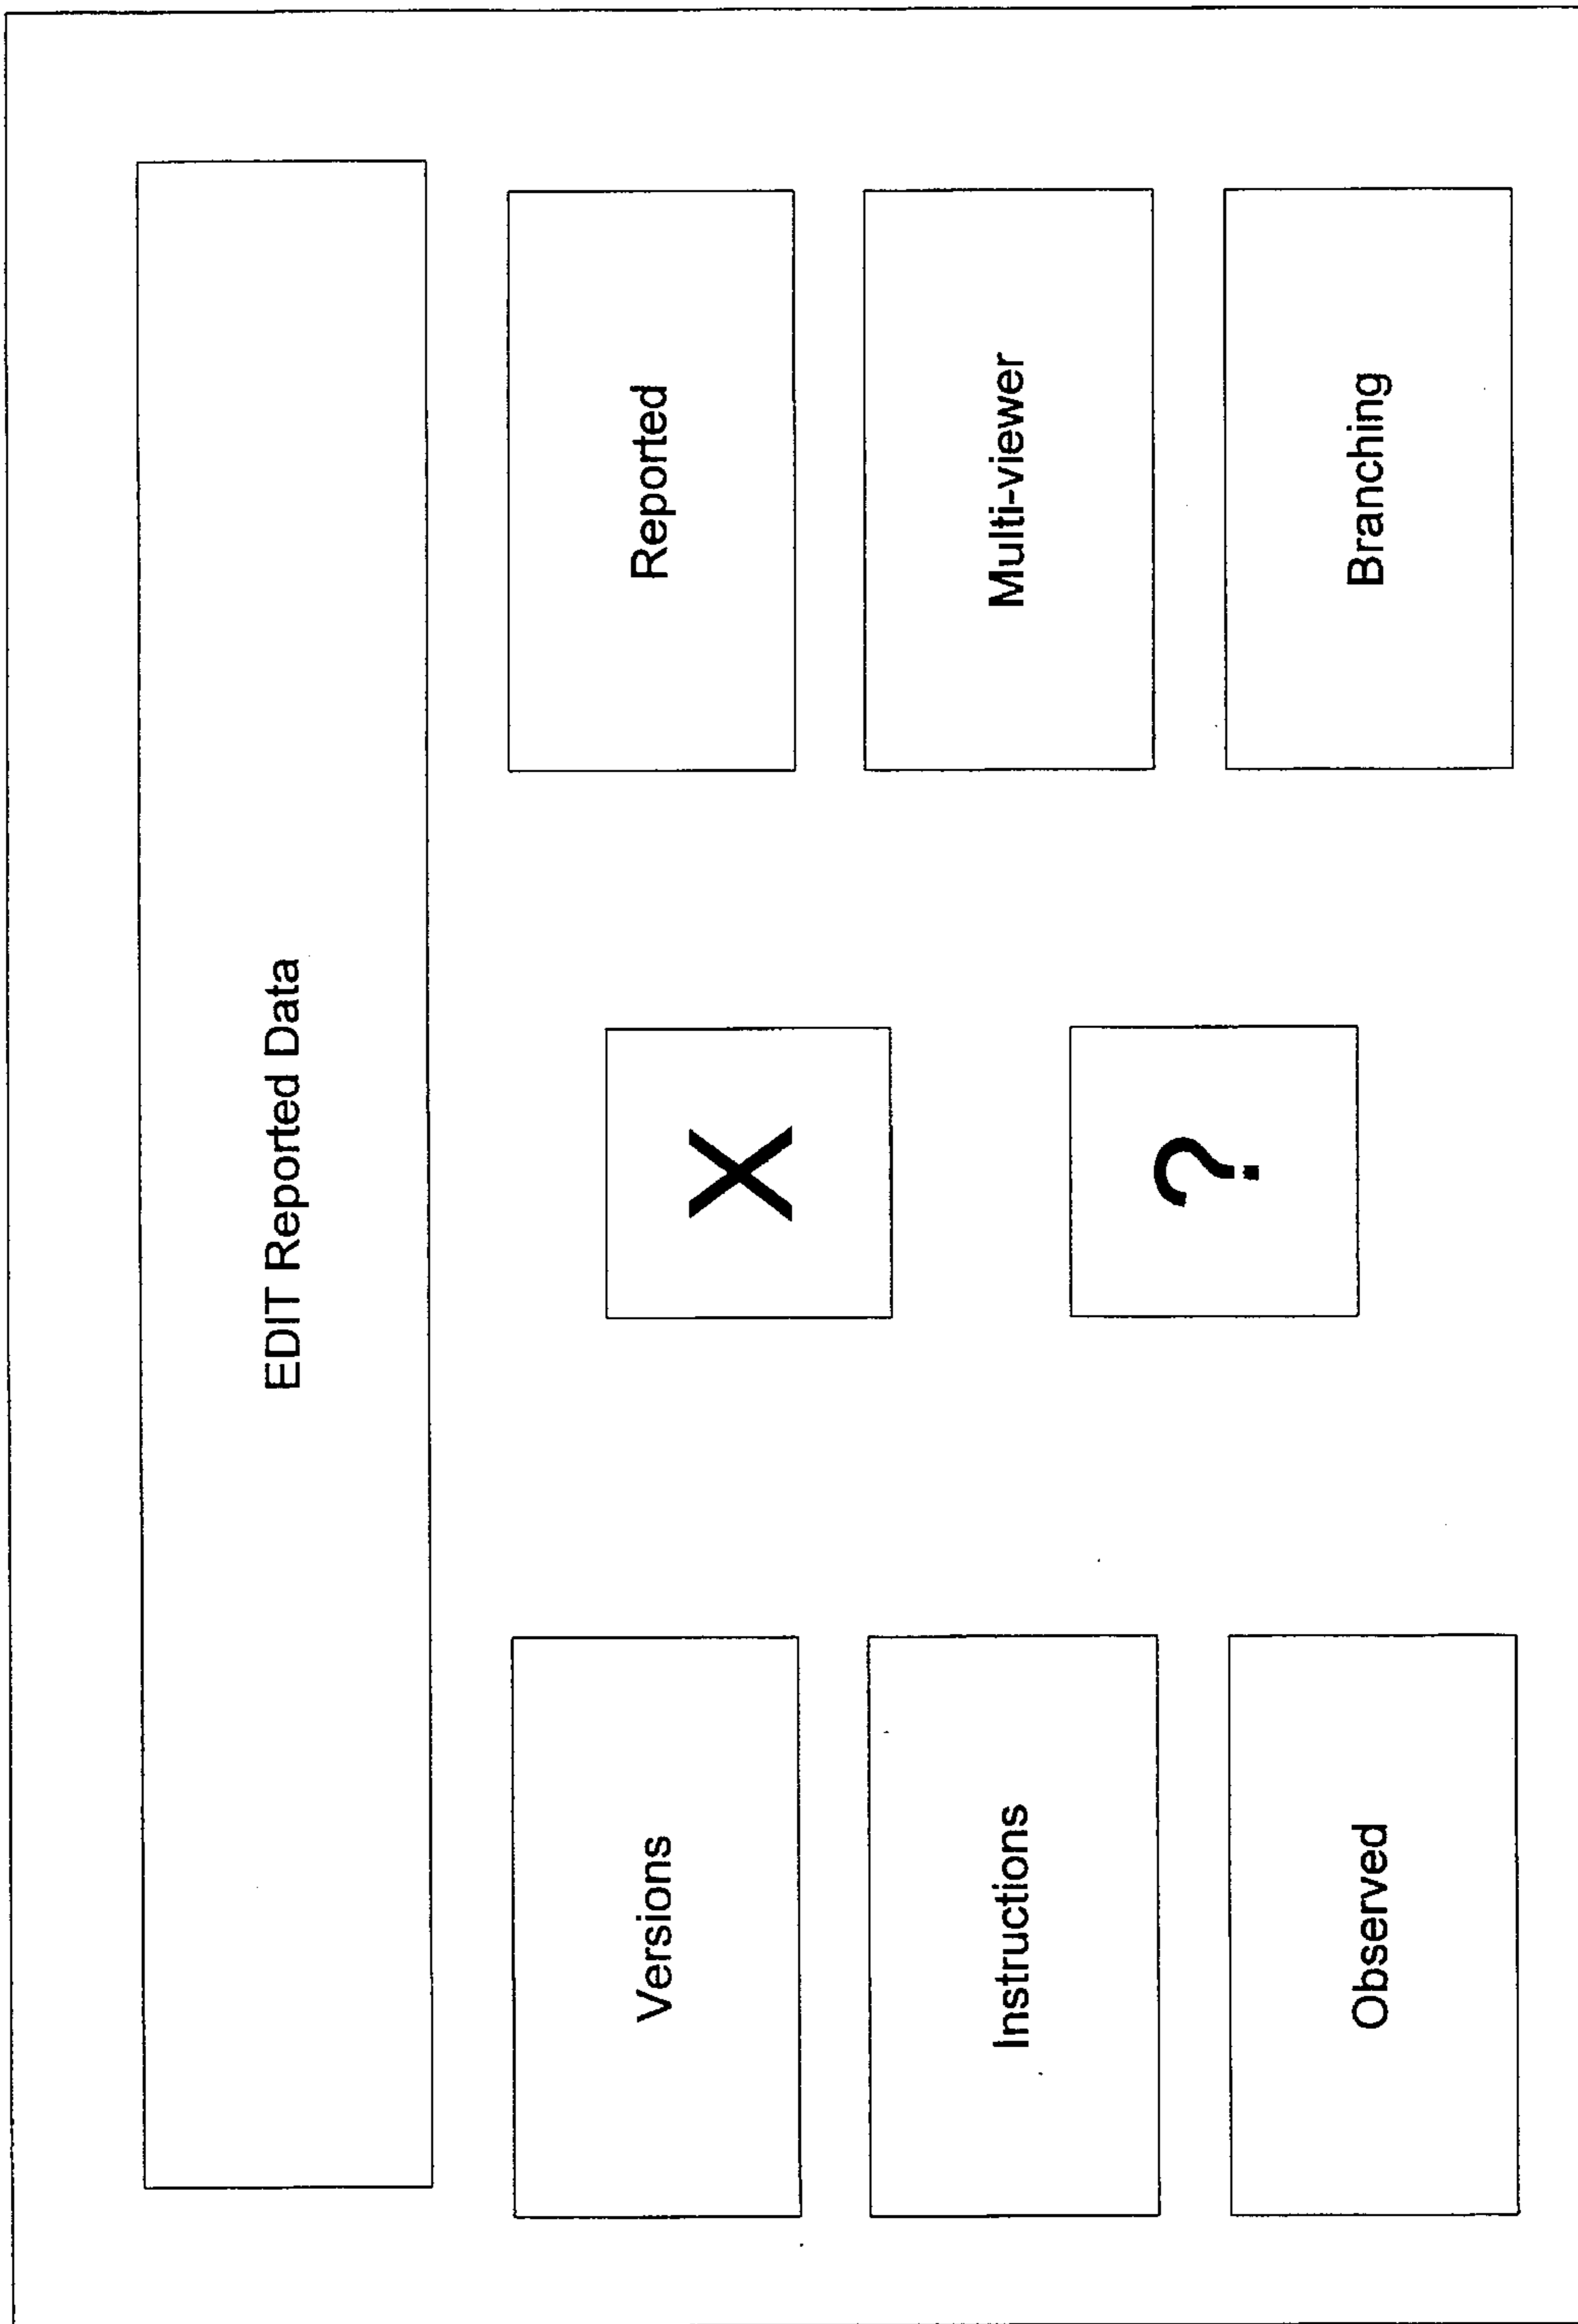 EDIT Reported Data
Versions
X
Reported
Instructions
Multi-viewer
?
Observed
Branching